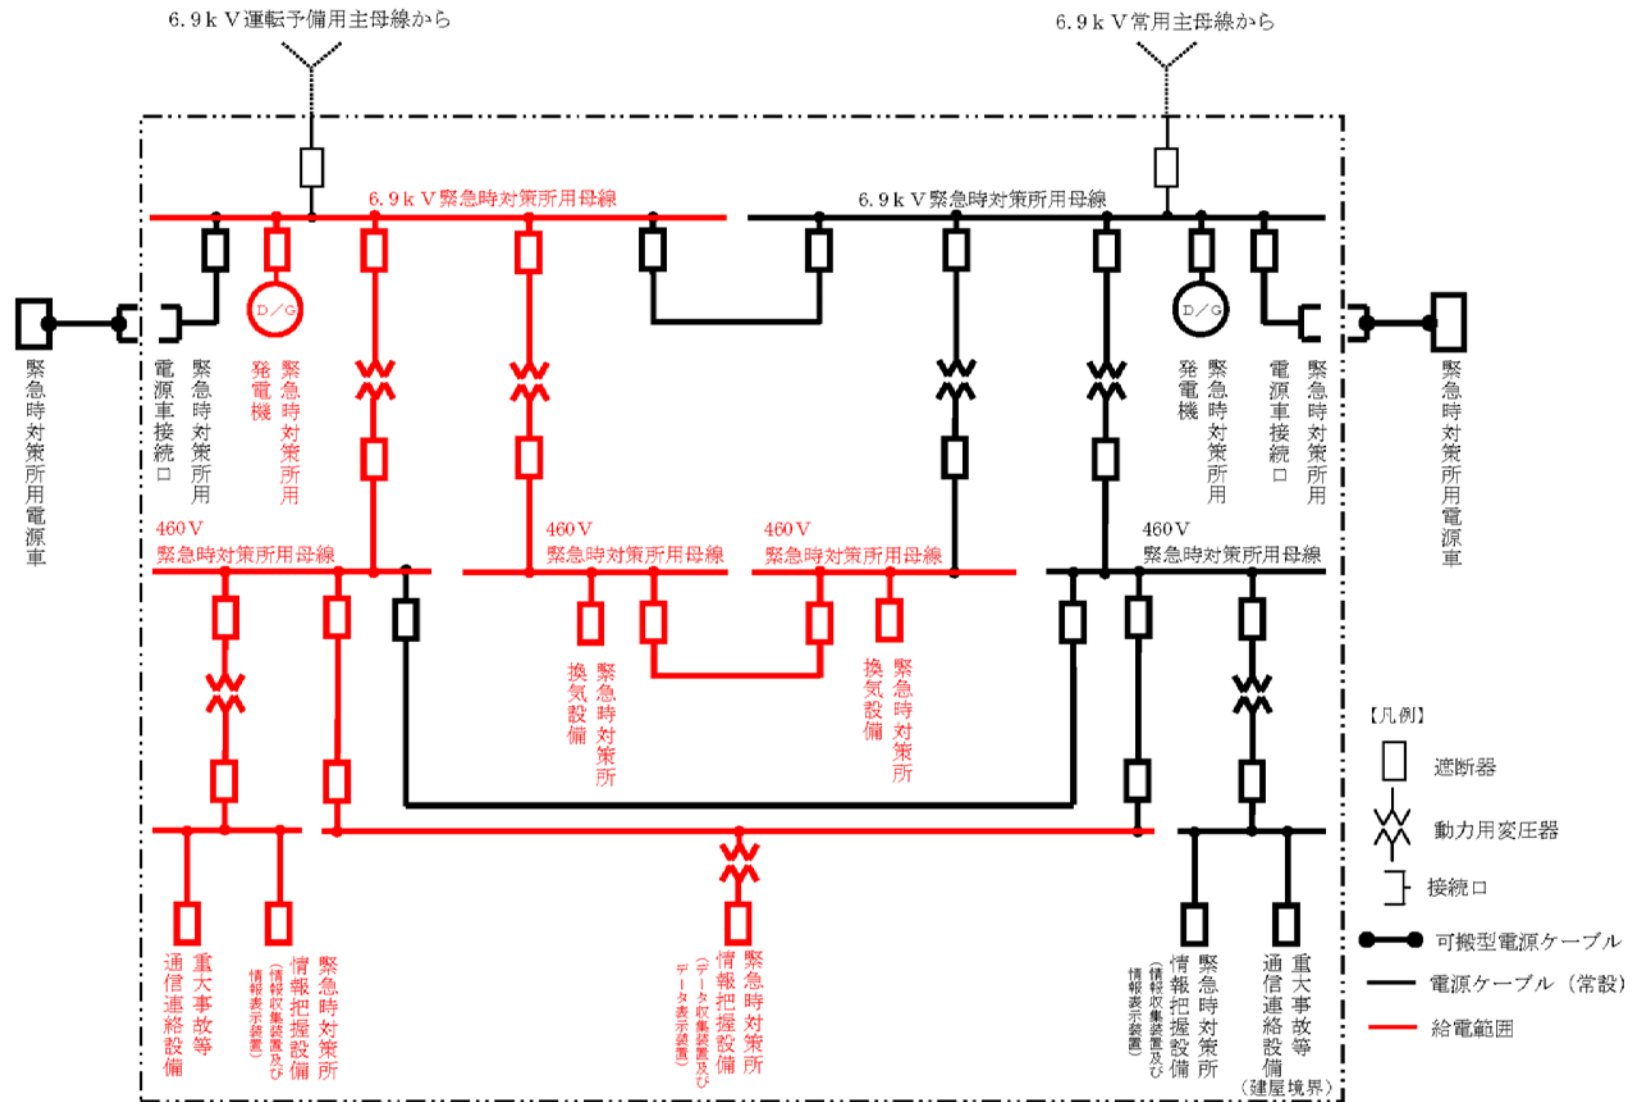 6.9ｋＶ運転予備用主母線から
6.9ｋＶ常用主母線から
6.9ｋＶ緊急時対策所用母線
6.9ｋＶ緊急時対策所用母線
D／G
D／G
緊急時対策所用電源車
緊急時対策所用
電源車接続口
緊急時対策所用
発電機
緊急時対策所用
発電機
緊急時対策所用
電源車接続口
緊急時対策所用電源車
460Ｖ
緊急時対策所用母線
460Ｖ
緊急時対策所用母線
460Ｖ
緊急時対策所用母線
460Ｖ
緊急時対策所用母線
緊急時対策所
換気設備
緊急時対策所
換気設備
重大事故等
通信連絡設備
緊急時対策所
情報把握設備
（情報収集装置及び
情報表示装置）
緊急時対策所
情報把握設備
（データ収集装置及び
データ表示装置）
緊急時対策所
情報把握設備
（情報収集装置及び
情報表示装置）
重大事故等
通信連絡設備
（建屋境界）
【凡例】
遮断器
動力用変圧器
接続口
可搬型電源ケーブル
電源ケーブル（常設）
給電範囲